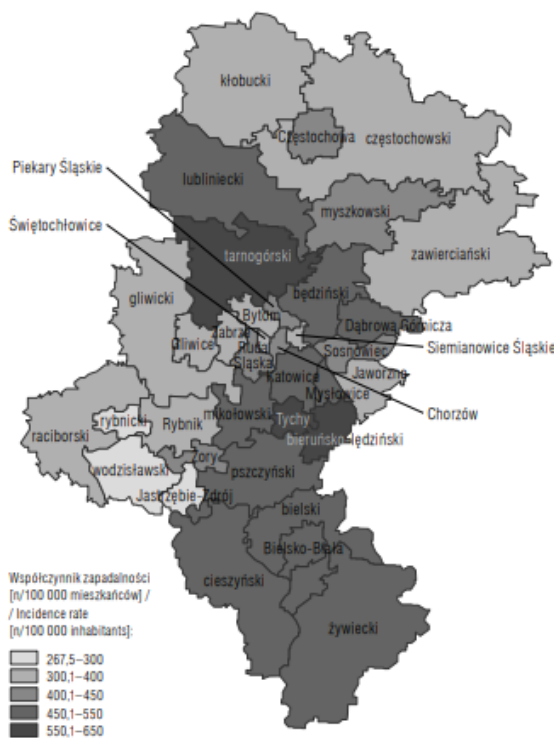 kłobucki
Częstochowa
częstochowski
Piekary Śląskie
lubliniecki
myszkowski
Świętochłowice
zawierciański
tarnogórski
będziński
gliwicki
Bytom
Dąbrowa Górnicza
Zabrze
Gliwice
Ruda
Śląska
Sosnowiec
Siemianowice Śląskie
Katowice
Jaworzno
Mysłowice
Chorzów
rybnicki
Rybnik
mikołowski
Tychy
raciborski
bieruńsko-lędziński
wodzisławski
Żory
pszczyński
Jastrzębie-Zdrój
bielski
Bielsko-Biała
cieszyński
żywiecki
Współczynnik zapadalności
[n/100 000 mieszkańców] /
/ Incidence rate
[n/100 000 inhabitants]:
267,5–300
300,1–400
400,1–450
450,1–550
550,1–650